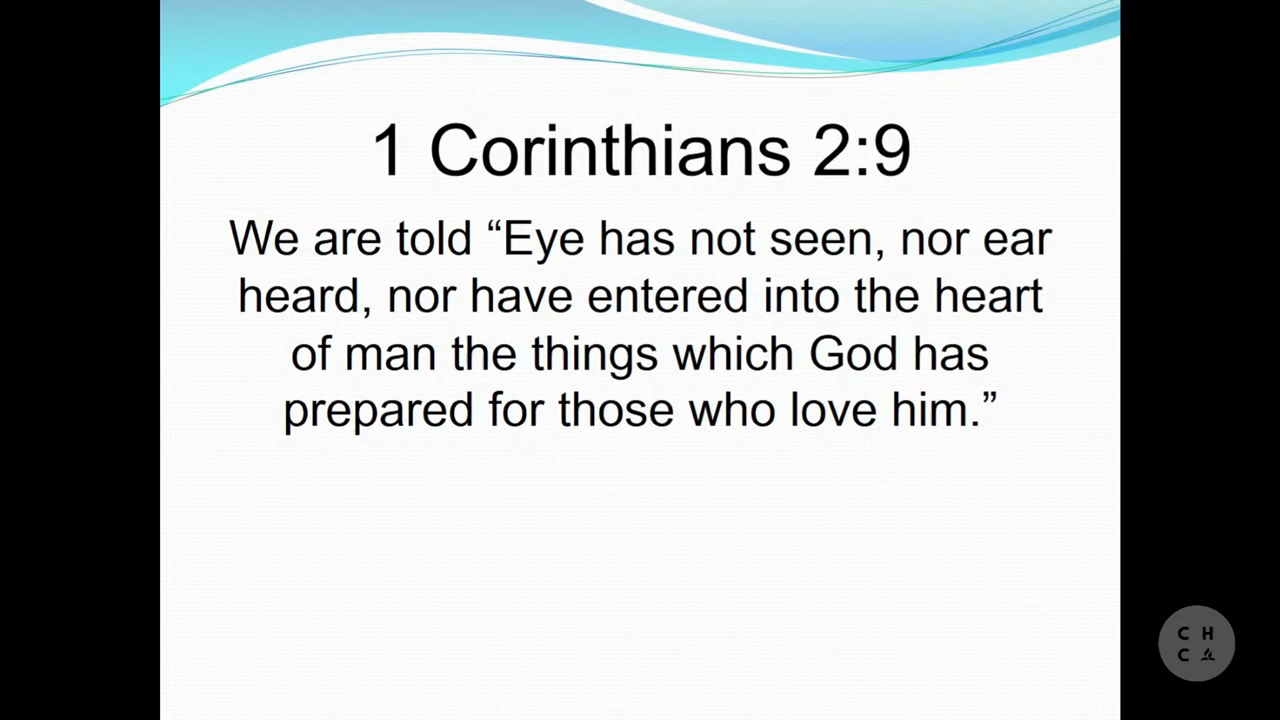 1 Corinthians 2:9
We are told “Eye has not seen, nor ear
heard, nor have entered into the heart
of man the things which God has
prepared for those who love him.”
C H
C